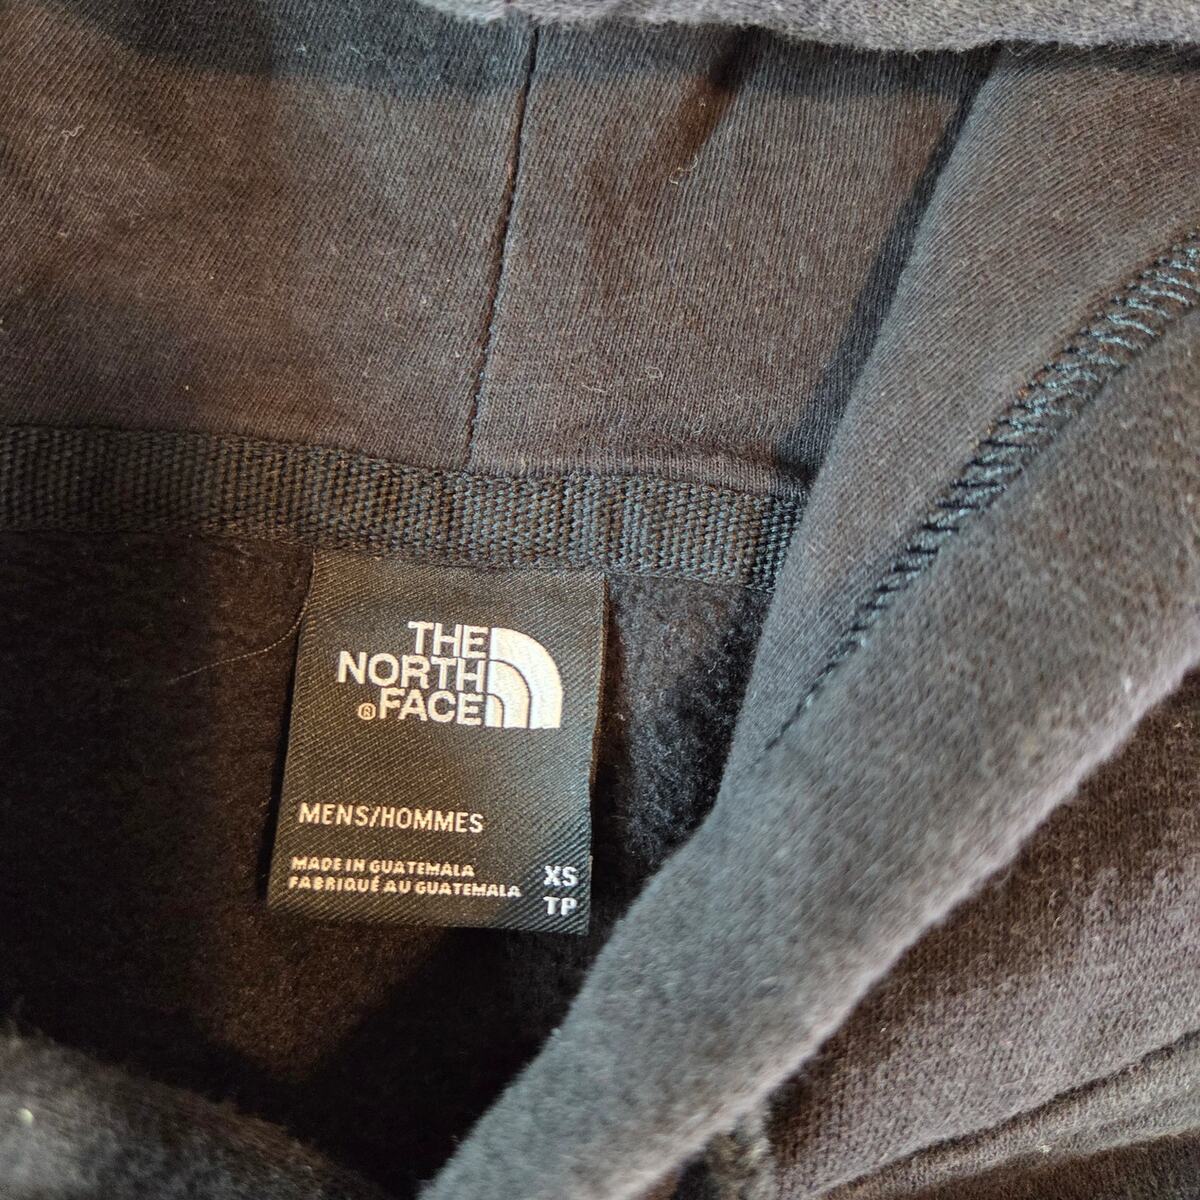 THE
NORTH
® FACE
MENS/HOMMES
MADE IN GUATEMALA
FABRIQUÉ AU GUATEMALA
XS
TP